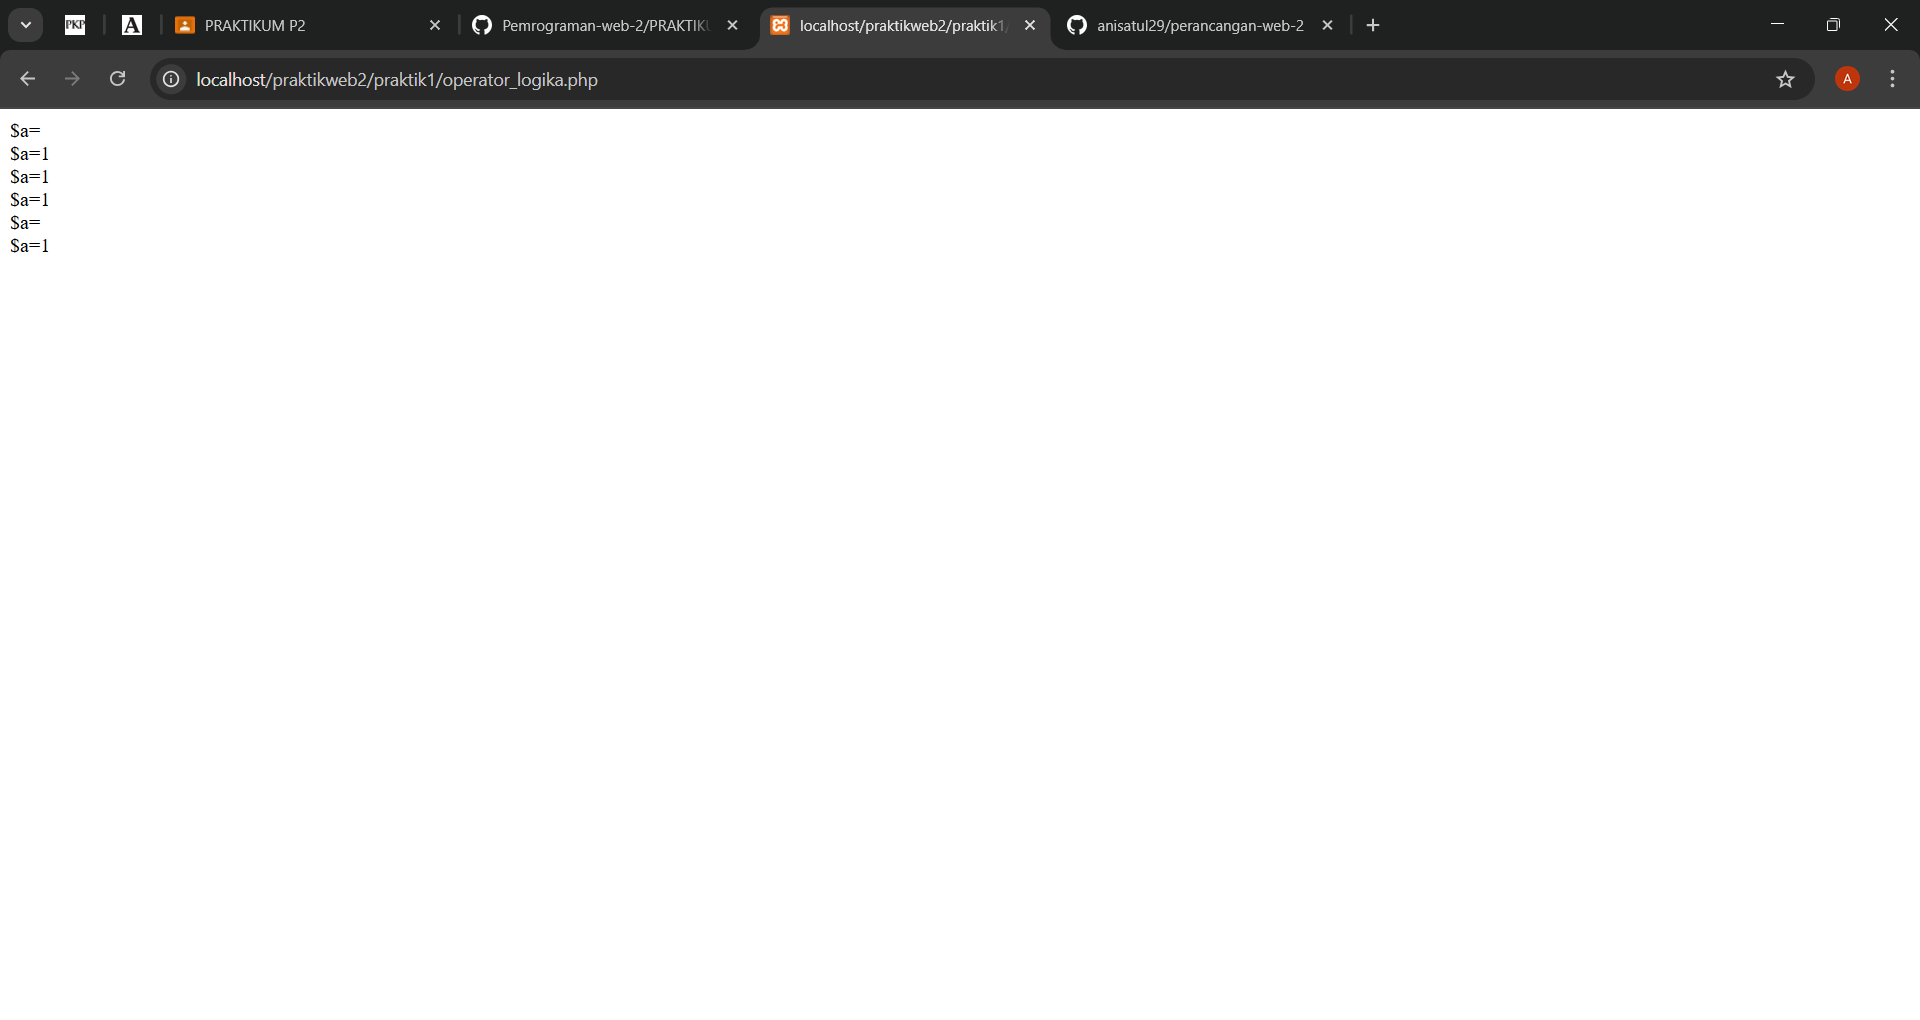 PKP
A
PRAKTIKUM P2
Pemrograman-web-2/PRAKTIK
localhost/praktikweb2/praktik1/
anisatul29/perancangan-web-2
localhost/praktikweb2/praktik1/operator_logika.php
A
$a=
$a=1
$a=1
$a=1
$a=
$a=1